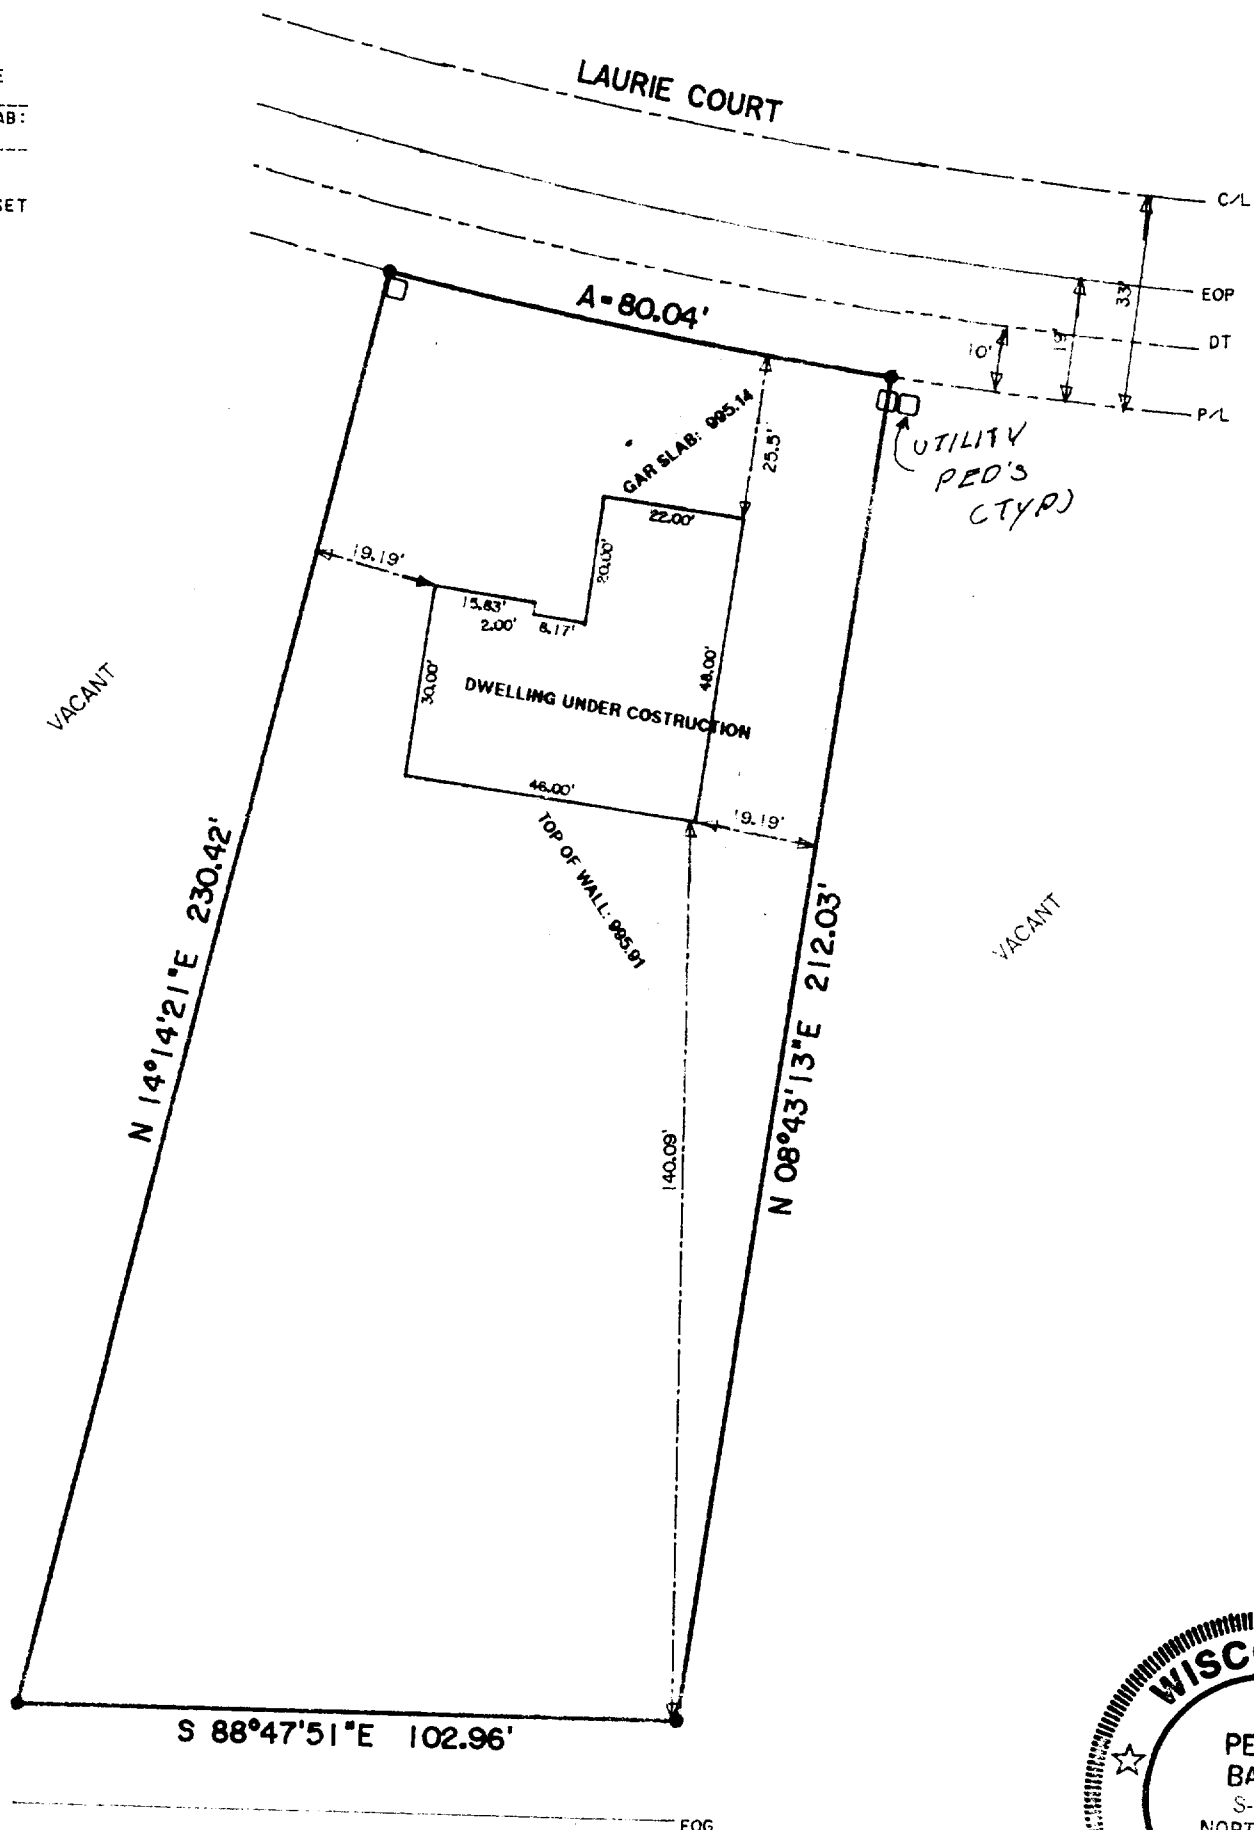 E
AB:
SET
LAURIE COURT
C/L
EOP
DT
P/L
33'
19'
10'
A=80.04'
GAR SLAB: 995.14
25.5'
UTILITY
PED'S
(TYP)
22.00'
20.00'
19.19'
15.83'
2.00'
8.17'
30.00'
48.00'
DWELLING UNDER COSTRUCTION
VACANT
46.00'
19.19'
TOP OF WALL: 995.91
N 14°14'21"E 230.42'
N 08°43'13"E 212.03'
VACANT
140.09'
S 88°47'51"E 102.96'
EOG
WISC
PE
BA
S-
NORT